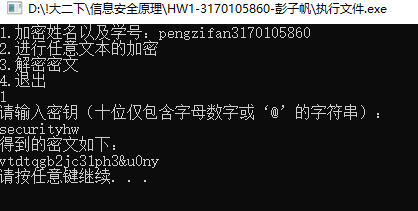 D:\!大二下\信息安全原理\HW1-3170105860-彭子帆\执行文件.exe
1.加密姓名以及学号：pengzifan3170105860
2.进行任意文本的加密
3.解密密文
4.退出
1
请输入密钥（十位仅包含字母数字或‘@’的字符串）：
securityhw
得到的密文如下：
vtdtqgb2jc31ph3&u0ny
请按任意键继续. . .